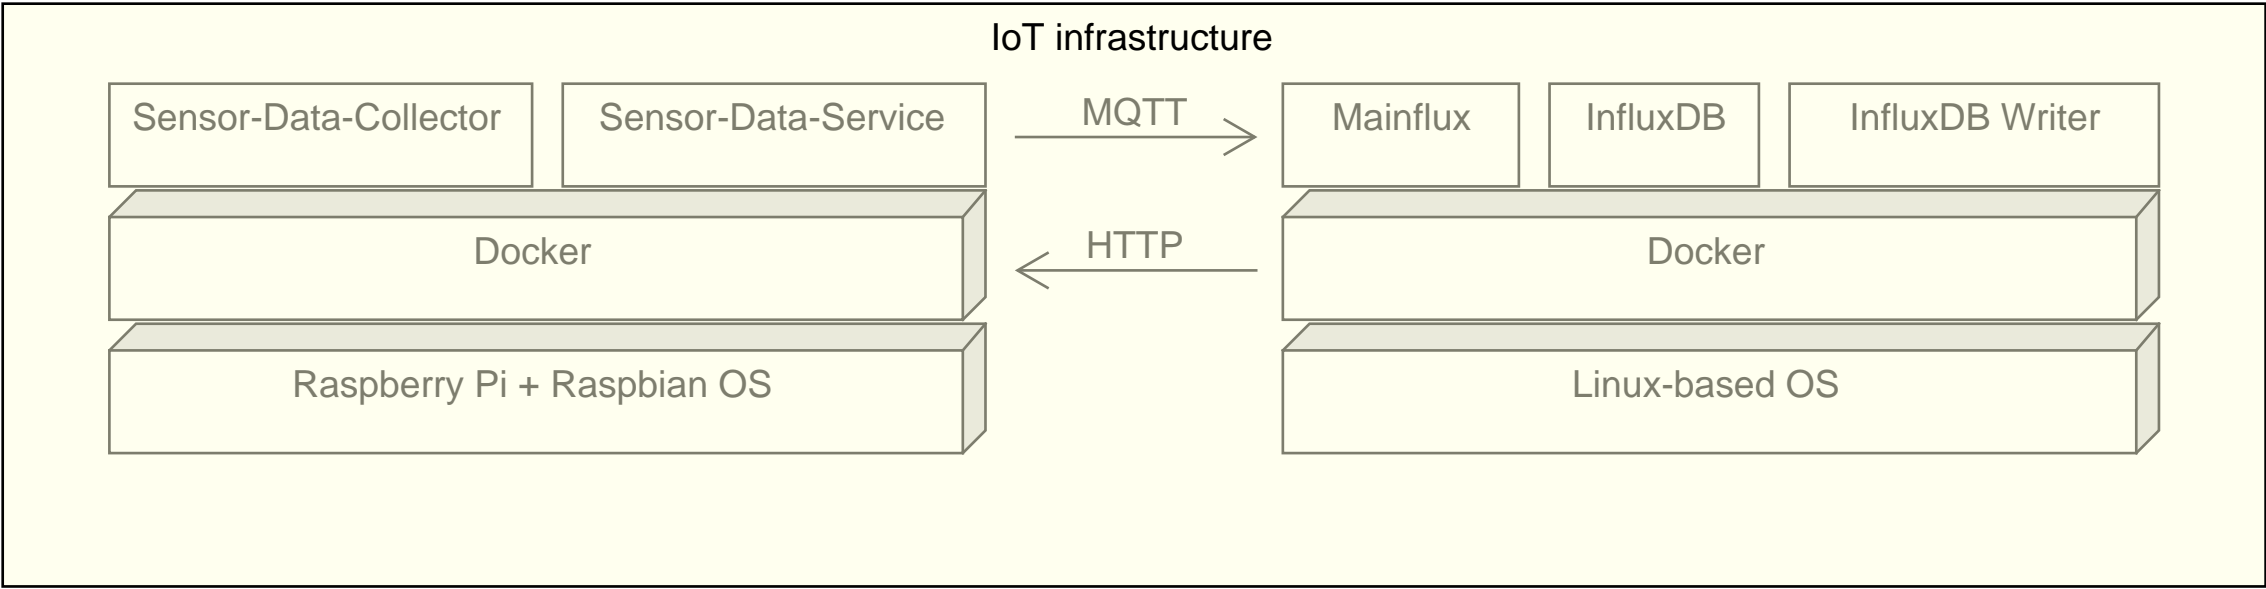 IoT infrastructure
Sensor-Data-Collector
Sensor-Data-Service
MQTT
Mainflux
InfluxDB
InfluxDB Writer
Docker
HTTP
Docker
Raspberry Pi + Raspbian OS
Linux-based OS